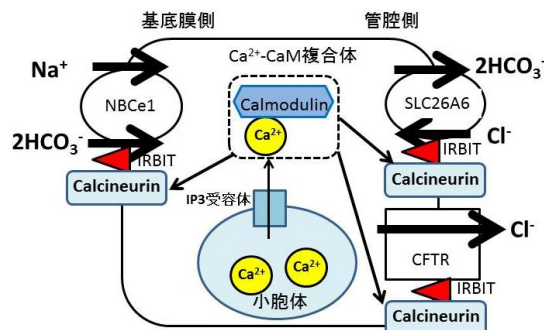 基底膜側
管腔側
Ca²⁺-CaM複合体
Na⁺
NBCe1
2HCO₃⁻
IRBIT
Calcineurin
Calmodulin
Ca²⁺
IP3受容体
Ca²⁺
Ca²⁺
小胞体
2HCO₃⁻
SLC26A6
Cl⁻
IRBIT
Calcineurin
Cl⁻
CFTR
IRBIT
Calcineurin